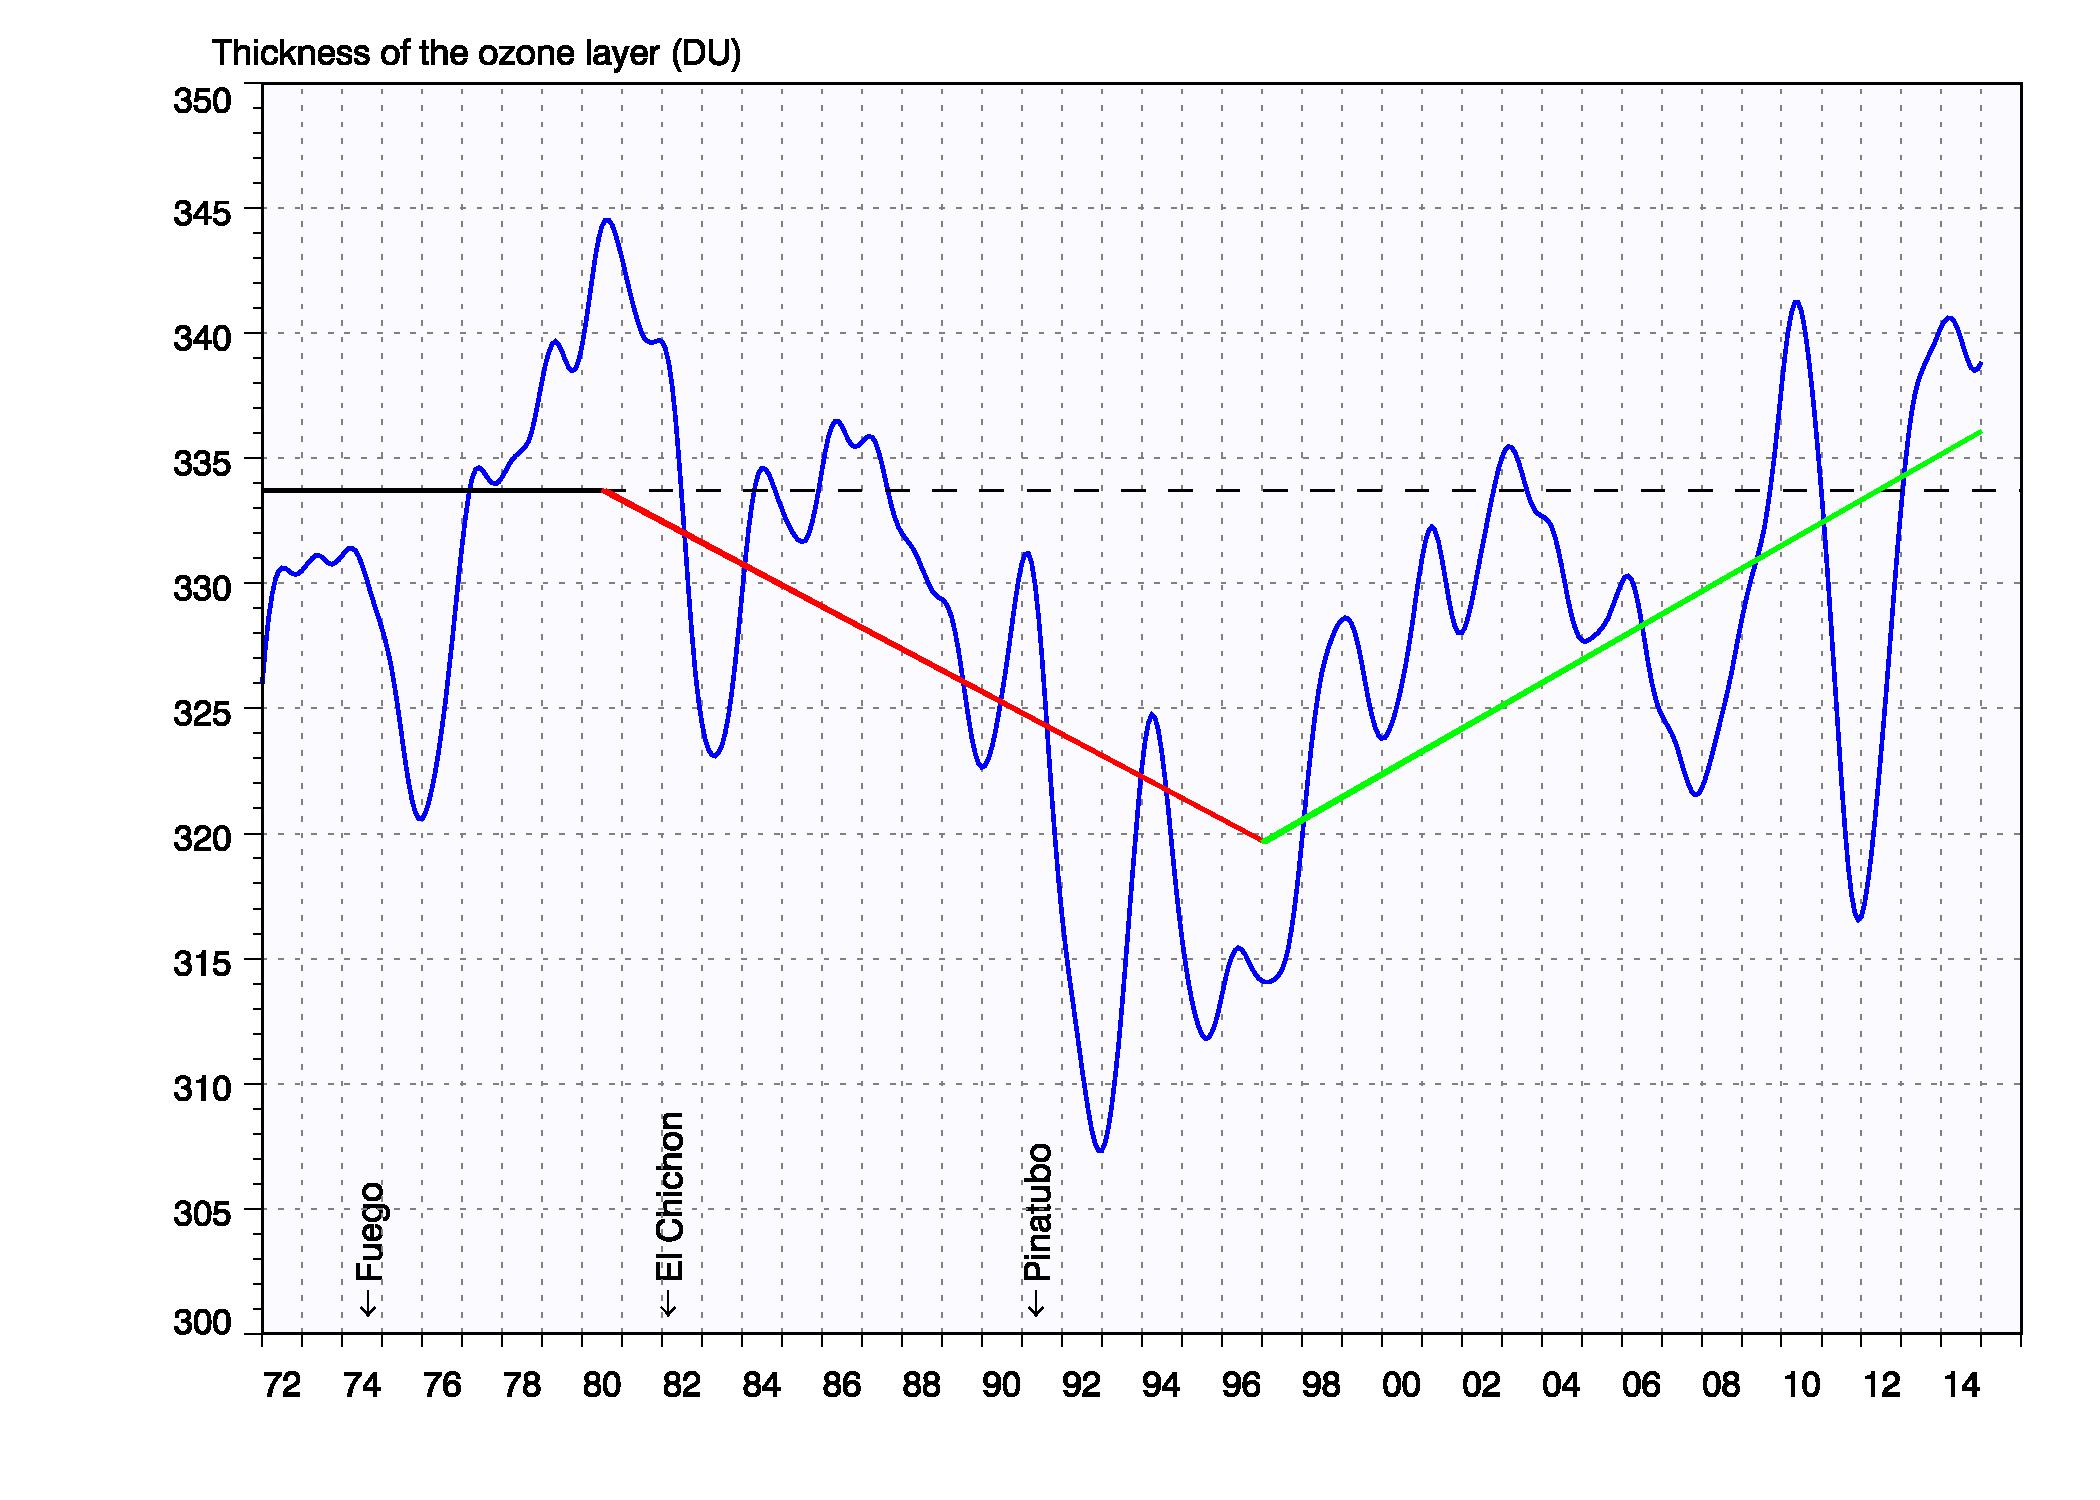 Thickness of the ozone layer (DU)
350
345
340
335
330
325
320
315
310
305
300
← Fuego
← El Chichon
← Pinatubo
72 74 76 78 80 82 84 86 88 90 92 94 96 98 00 02 04 06 08 10 12 14